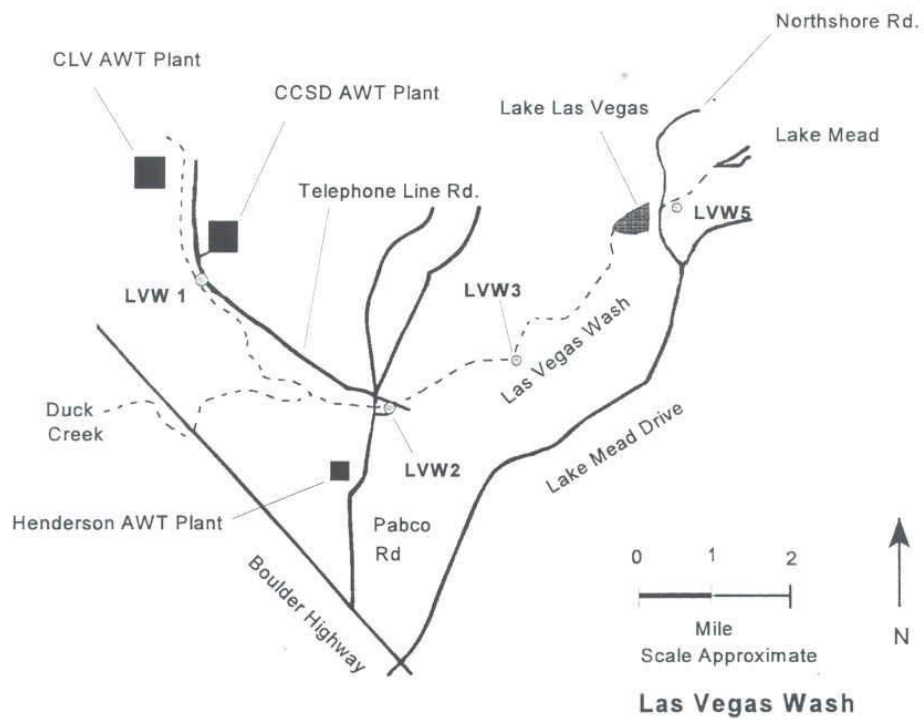 Northshore Rd.
CLV AWT Plant
CCSD AWT Plant
Lake Las Vegas
Lake Mead
Telephone Line Rd.
LVW5
LVW 1
LVW3
Las Vegas Wash
Duck
Creek
Lake Mead Drive
LVW2
Henderson AWT Plant
Pabco
Rd
Boulder Highway
0 1 2
Mile
Scale Approximate
N
Las Vegas Wash